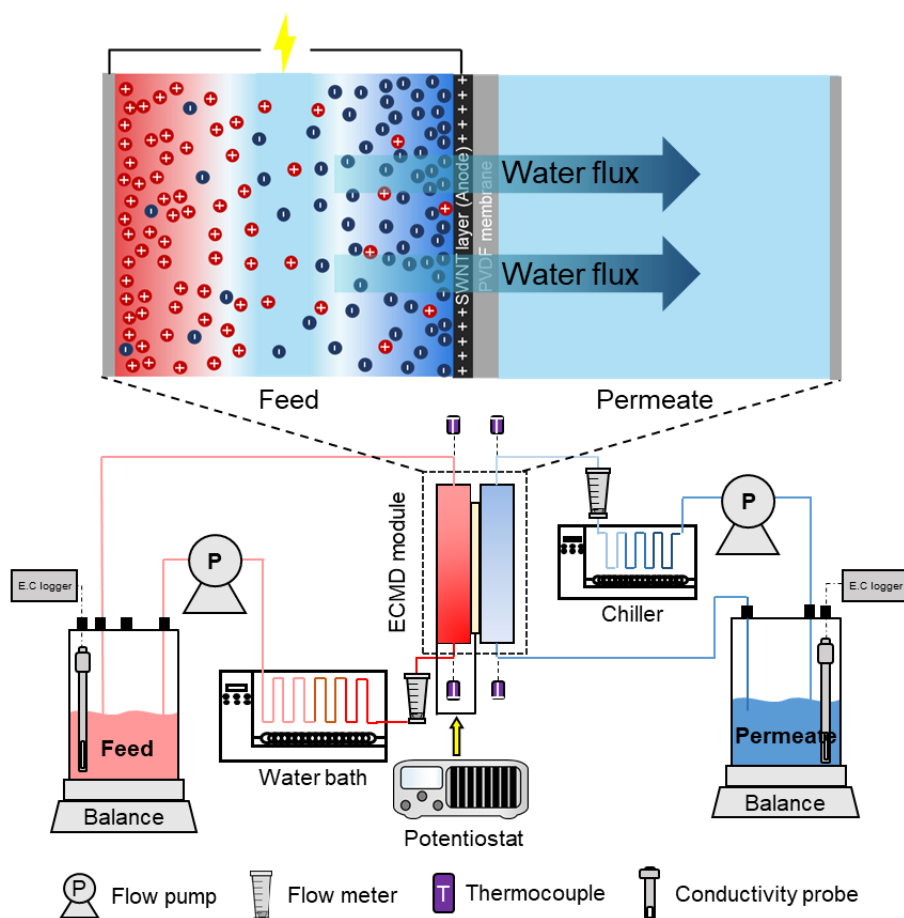 SWNT layer (Anode)
PVDF membrane
Water flux
Water flux
Feed
Permeate
T
T
ECMD module
P
P
E.C logger
E.C logger
Chiller
T
T
Feed
Permeate
Water bath
Balance
Balance
Potentiostat
P
Flow pump
Flow meter
T
Thermocouple
Conductivity probe